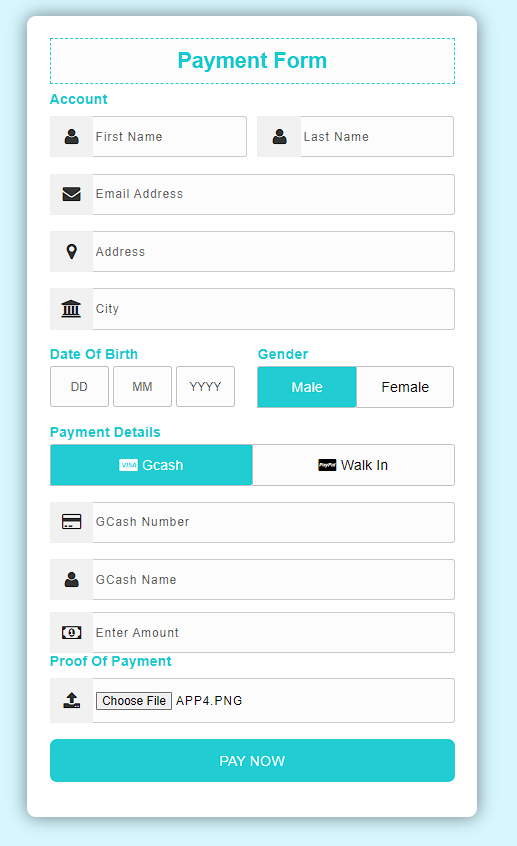 Payment Form
Account
First Name Last Name
Email Address
Address
City
Date Of Birth Gender
DD MM YYYY Male Female
Payment Details
VISA Gcash PayPal Walk In
GCash Number
GCash Name
Enter Amount
Proof Of Payment
Choose File APP4.PNG
PAY NOW